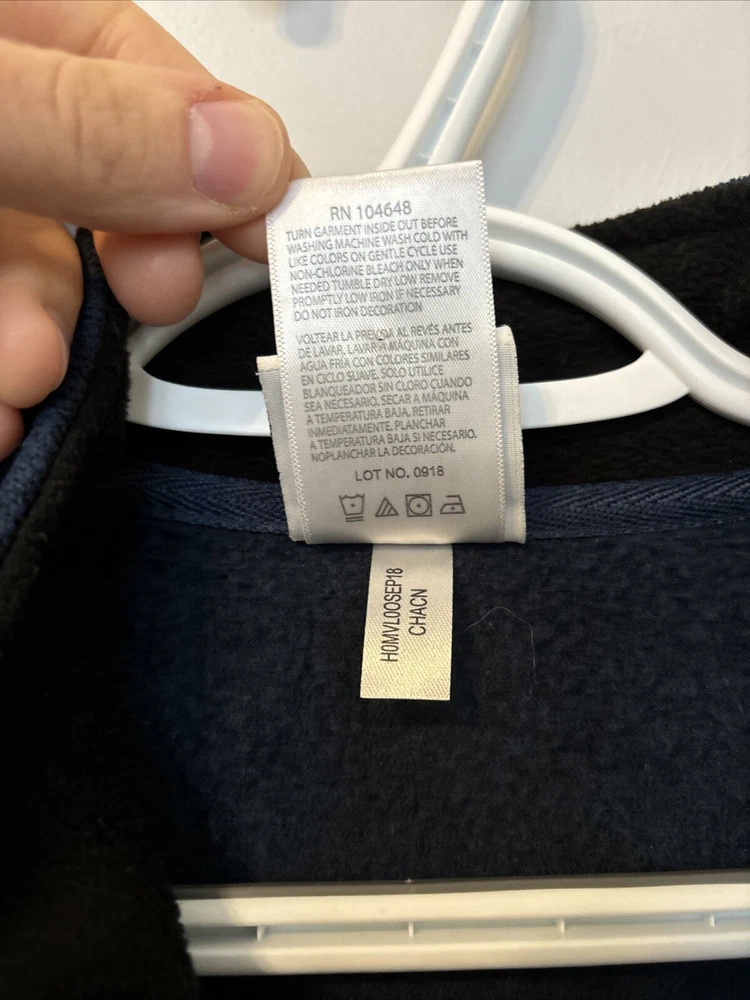 RN 104648
TURN GARMENT INSIDE OUT BEFORE
WASHING MACHINE WASH COLD WITH
LIKE COLORS ON GENTLE CYCLE USE
NON-CHLORINE BLEACH ONLY WHEN
NEEDED TUMBLE DRY LOW REMOVE
PROMPTLY LOW IRON IF NECESSARY
DO NOT IRON DECORATION
VOLTEAR LA PRENDA AL REVÉS ANTES
DE LAVAR, LAVAR A MÁQUINA CON
AGUA FRÍA CON COLORES SIMILARES
EN CICLO SUAVE. SOLO UTILICE
BLANQUEADOR SIN CLORO CUANDO
SEA NECESARIO. SECAR A MÁQUINA
A TEMPERATURA BAJA. RETIRAR
INMEDIATAMENTE. PLANCHAR
A TEMPERATURA BAJA SI NECESARIO.
NOPLANCHAR LA DECORACIÓN.
LOT NO. 0918
H0MVL0OSEP18
CHACN